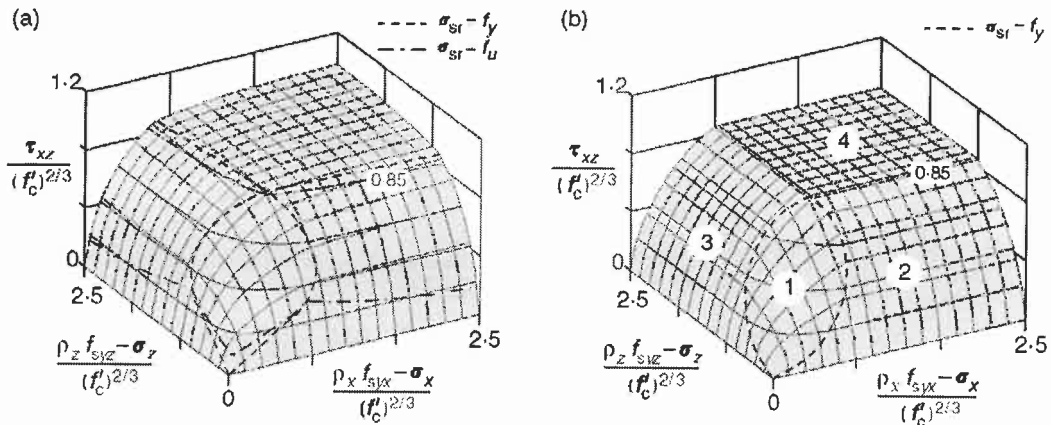 (a)
σsr – fy
σsr – fu
1.2
τxz
(f'c)2/3
0.85
0
2.5
ρz fsyz – σz
(f'c)2/3
0
ρx fsyx – σx
(f'c)2/3
2.5
(b)
σsr – fy
1.2
τxz
(f'c)2/3
4
0.85
3
1
2
0
2.5
ρz fsyz – σz
(f'c)2/3
0
ρx fsyx – σx
(f'c)2/3
2.5